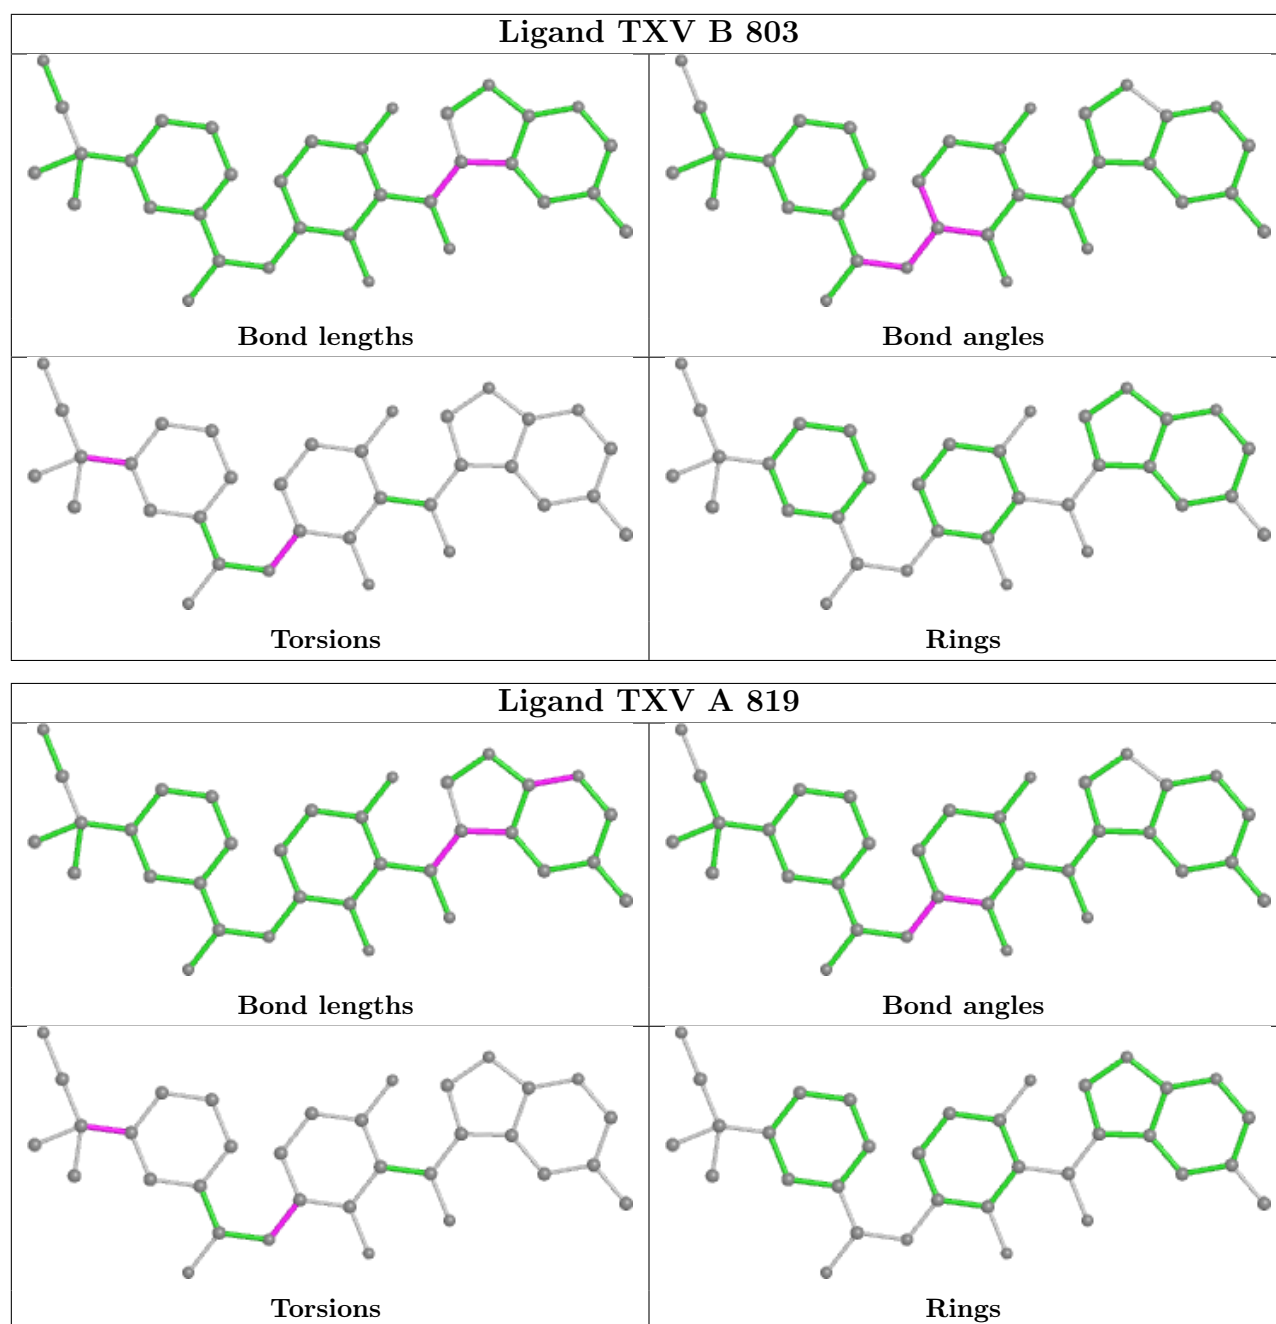 Ligand TXV B 803
Bond lengths
Bond angles
Torsions
Rings
Ligand TXV A 819
Bond lengths
Bond angles
Torsions
Rings